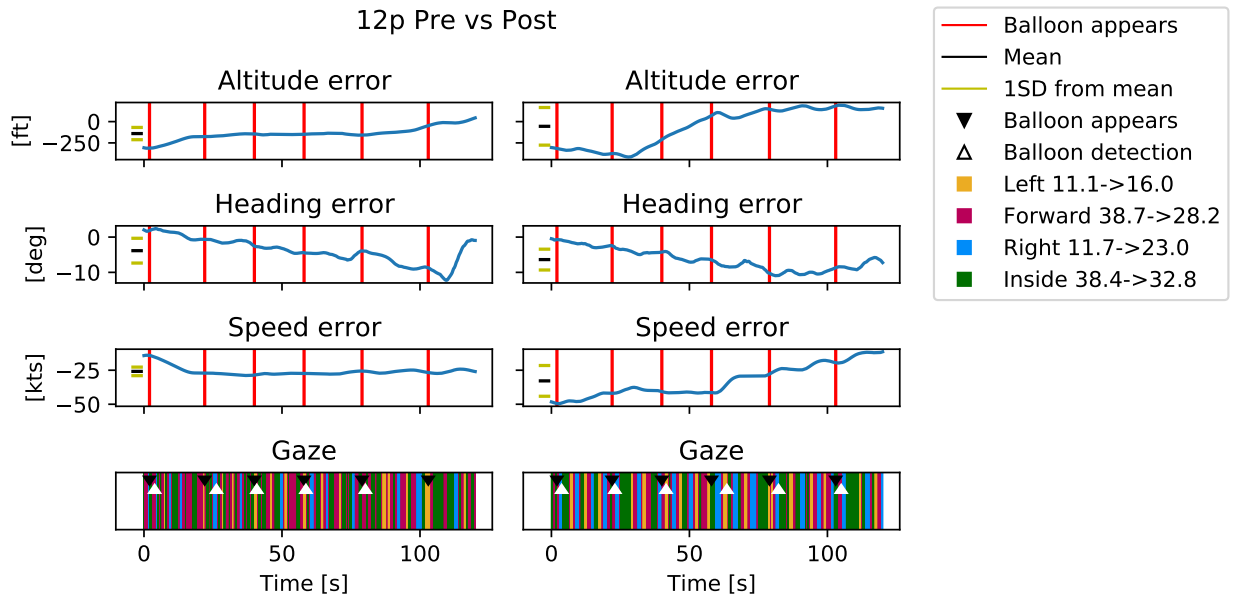 12p Pre vs Post
Altitude error
Altitude error
[ft]
0
−250
Heading error
Heading error
[deg]
0
−10
Speed error
Speed error
[kts]
−25
−50
Gaze
Gaze
0
50
100
0
50
100
Time [s]
Time [s]
Balloon appears
Mean
1SD from mean
Balloon appears
Balloon detection
Left 11.1->16.0
Forward 38.7->28.2
Right 11.7->23.0
Inside 38.4->32.8